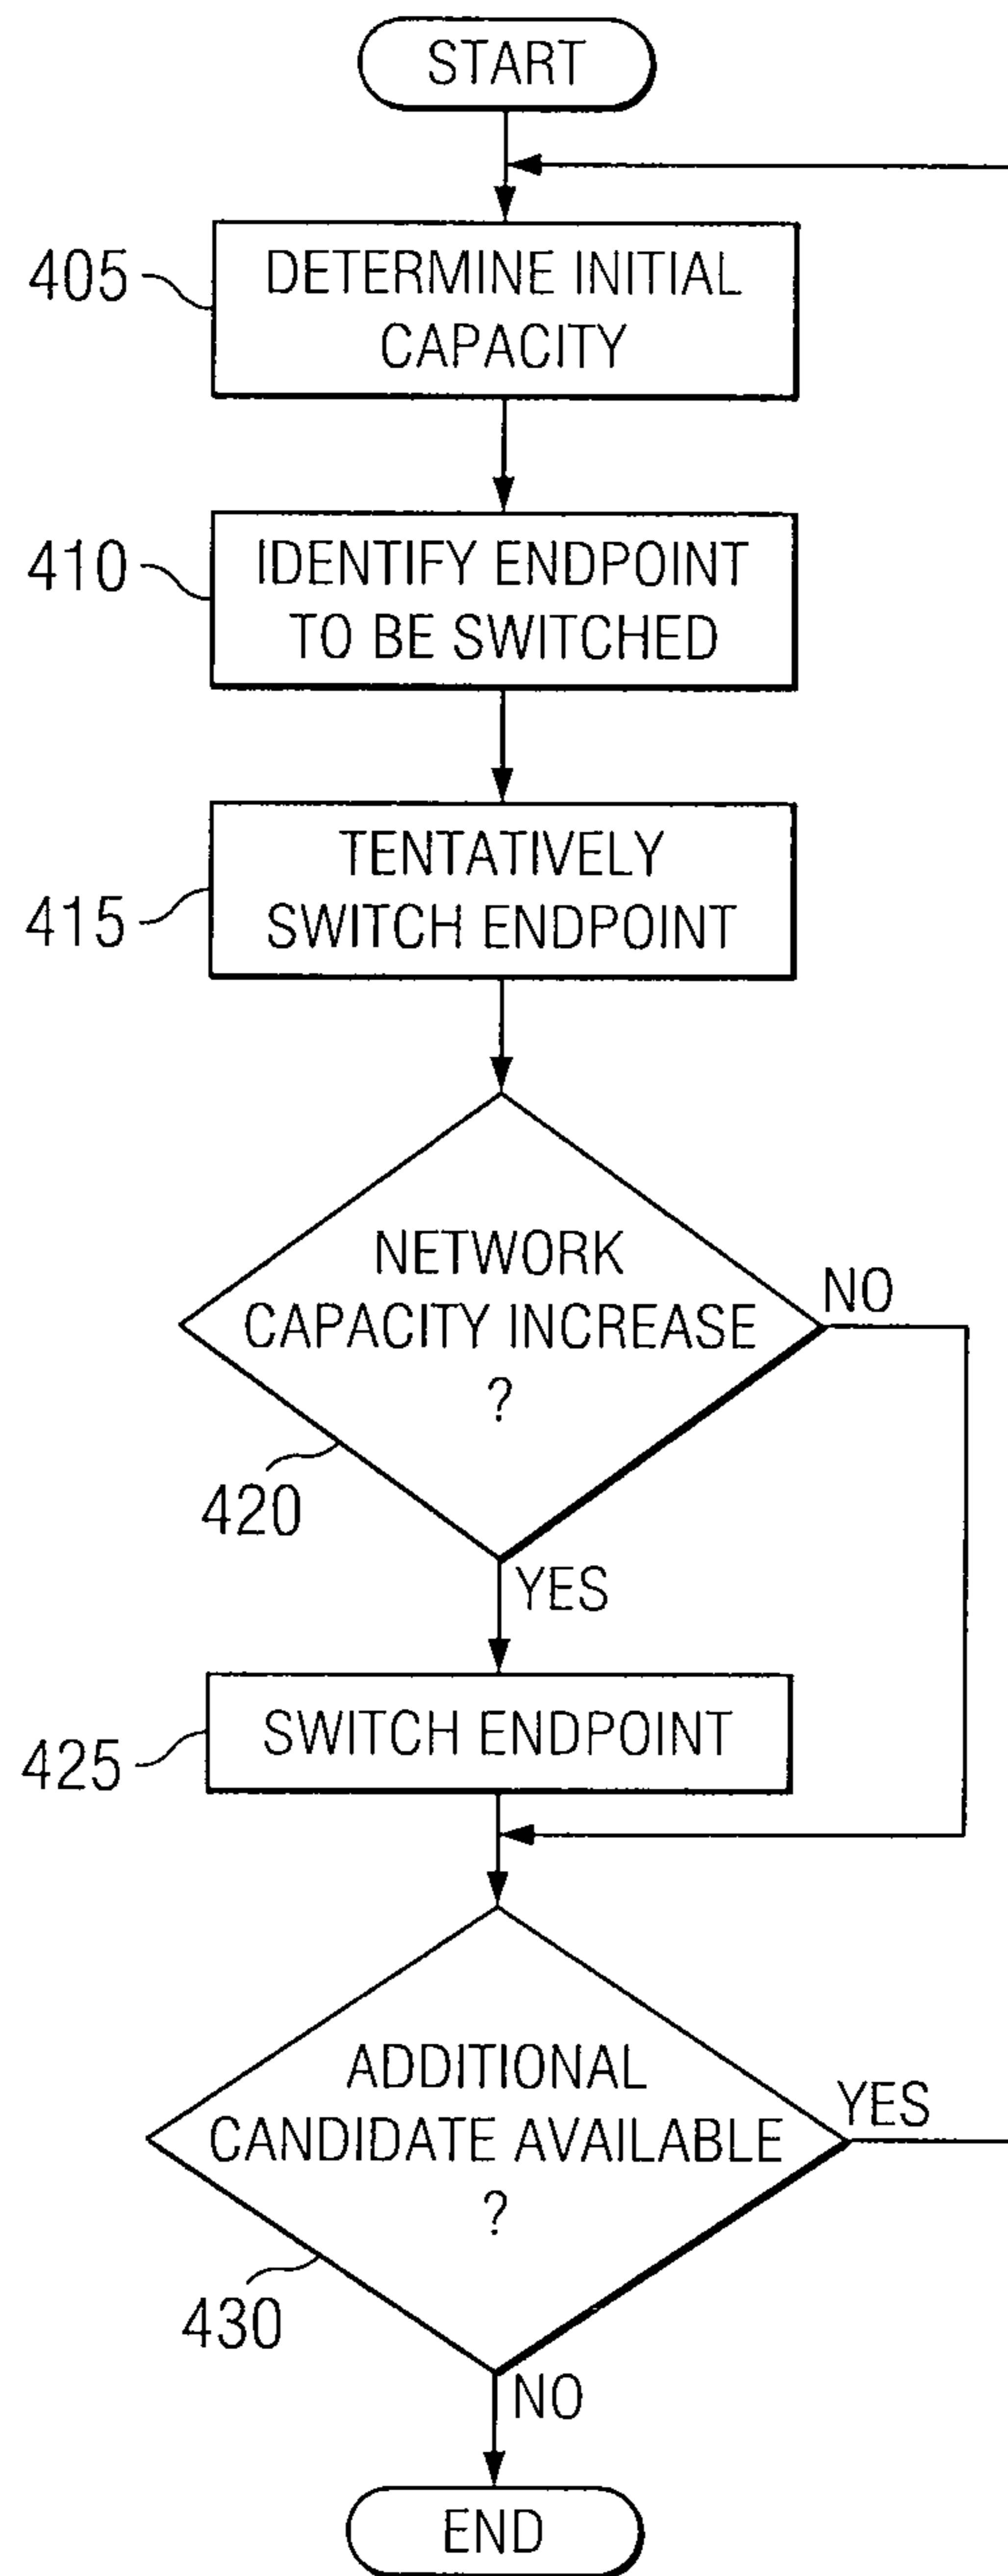 START
405
DETERMINE INITIAL
CAPACITY
410
IDENTIFY ENDPOINT
TO BE SWITCHED
415
TENTATIVELY
SWITCH ENDPOINT
NETWORK
CAPACITY INCREASE
?
NO
420
YES
425
SWITCH ENDPOINT
ADDITIONAL
CANDIDATE AVAILABLE
?
YES
430
NO
END